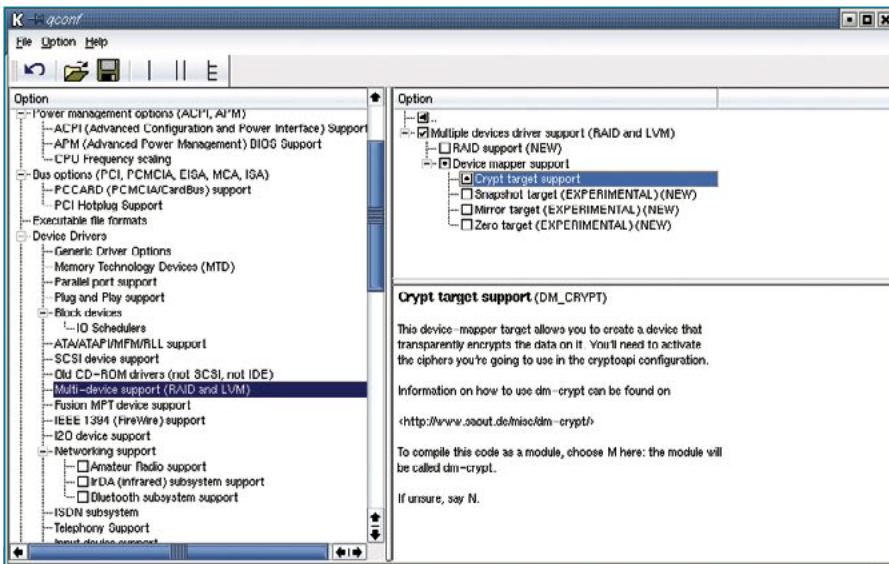 qconf
File Option Help
Option
Power management options (ACPI, APM)
ACPI (Advanced Configuration and Power Interface) Support
APM (Advanced Power Management) BIOS Support
CPU Frequency scaling
Bus options (PCI, PCMCIA, EISA, MCA, ISA)
PCCARD (PCMCIA/CardBus) support
PCI Hotplug Support
Executable file formats
Device Drivers
Generic Driver Options
Memory Technology Devices (MTD)
Parallel port support
Plug and Play support
Block devices
IO Schedulers
ATA/ATAPI/MFM/RLL support
SCSI device support
Old CD-ROM drivers (not SCSI, not IDE)
Multi-device support (RAID and LVM)
Fusion MPT device support
IEEE 1394 (FireWire) support
I2O device support
Networking support
Amateur Radio support
IrDA (infrared) subsystem support
Bluetooth subsystem support
ISDN subsystem
Telephony Support
Input device support
Option
..
Multiple devices driver support (RAID and LVM)
RAID support (NEW)
Device mapper support
Crypt target support
Snapshot target (EXPERIMENTAL) (NEW)
Mirror target (EXPERIMENTAL) (NEW)
Zero target (EXPERIMENTAL) (NEW)
Crypt target support (DM_CRYPT)
This device-mapper target allows you to create a device that
transparently encrypts the data on it. You'll need to activate
the ciphers you're going to use in the cryptoapi configuration.
Information on how to use dm-crypt can be found on
<http://www.saout.de/misc/dm-crypt/>
To compile this code as a module, choose M here: the module will
be called dm-crypt.
If unsure, say N.